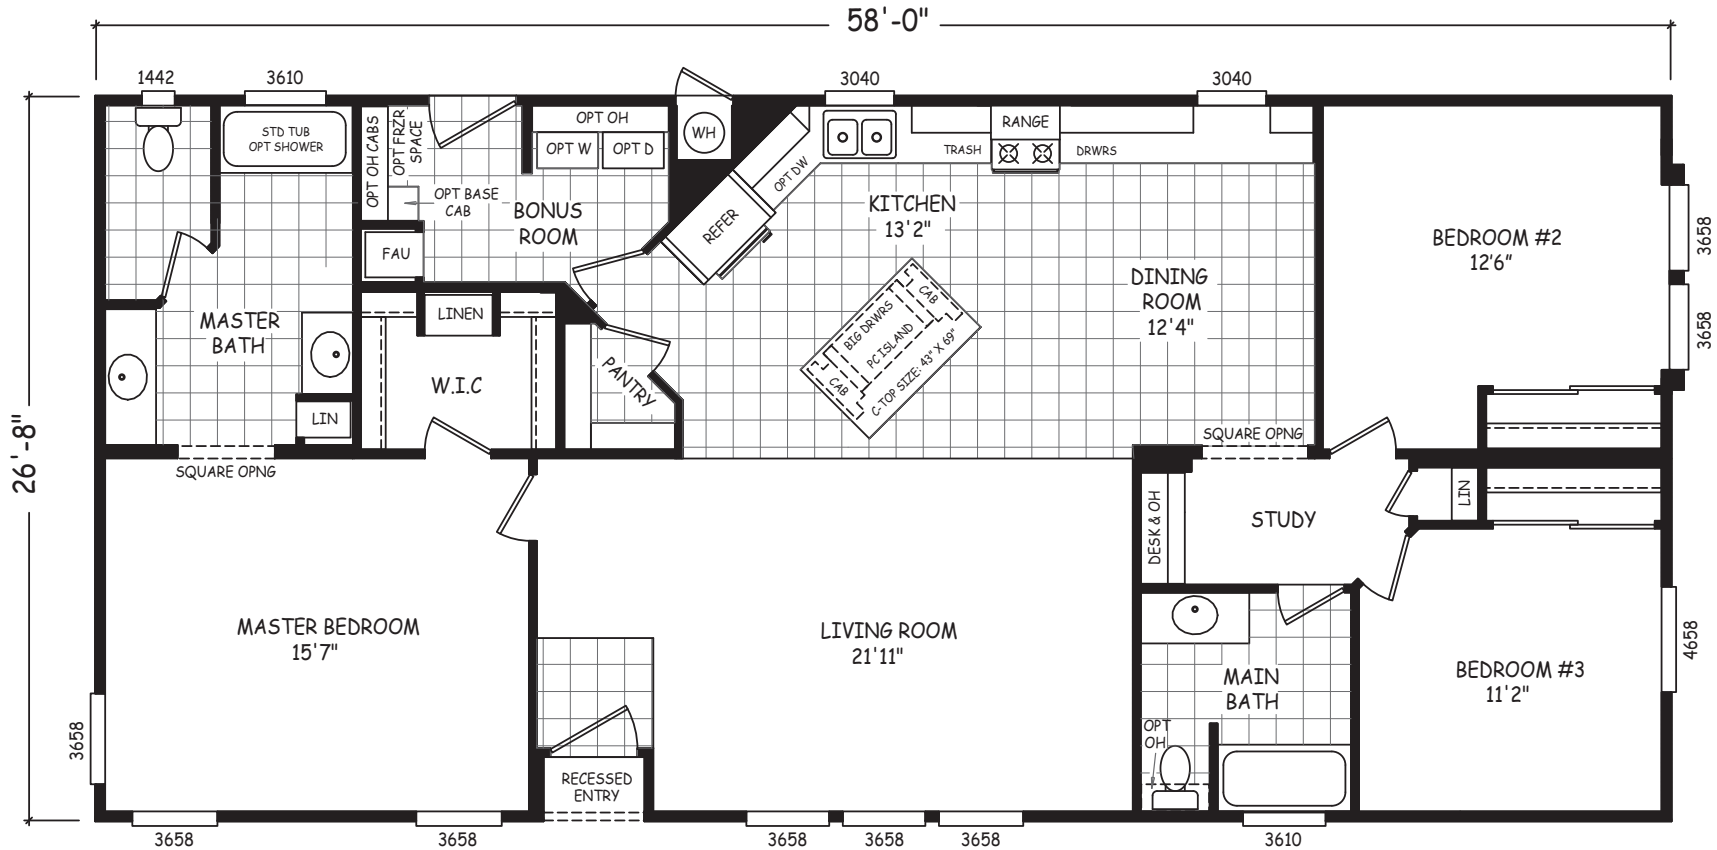 58'-0"
1442
3610
3040
3040
26'-8"
STD TUB
OPT SHOWER
OPT OH CABS
OPT FRZR
SPACE
OPT OH
OPT W
OPT D
WH
OPT DW
REFER
TRASH
RANGE
DRWRS
OPT BASE
CAB
BONUS
ROOM
FAU
KITCHEN
13'2"
BEDROOM #2
12'6"
3658
3658
DINING
ROOM
12'4"
CAB
BIG DRWRS
PC ISLAND
CAB
C-TOP SIZE: 43" X 69"
MASTER
BATH
LINEN
W.I.C
PANTRY
LIN
SQUARE OPNG
SQUARE OPNG
DESK & OH
STUDY
LIN
MASTER BEDROOM
15'7"
LIVING ROOM
21'11"
MAIN
BATH
OPT
OH
BEDROOM #3
11'2"
4658
3658
RECESSED
ENTRY
3658
3658
3658
3658
3658
3610